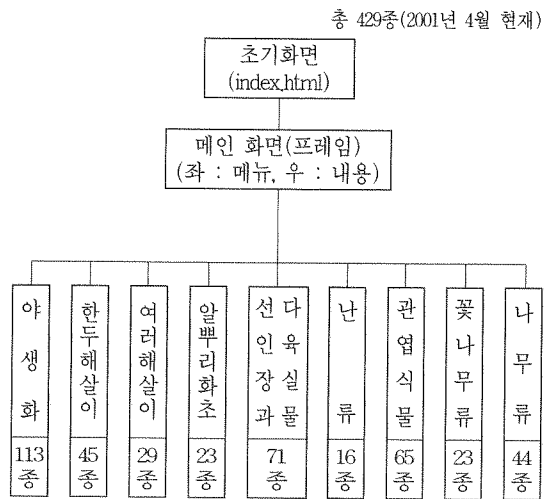 총 429종(2001년 4월 현재)
초기화면
(index.html)
메인 화면(프레임)
(좌 : 메뉴, 우 : 내용)
야생화
113종
한두해살이
45종
여러해살이
29종
알뿌리화초
23종
선인장과
다육실물
71종
난류
16종
관엽식물
65종
꽃나무류
23종
나무류
44종